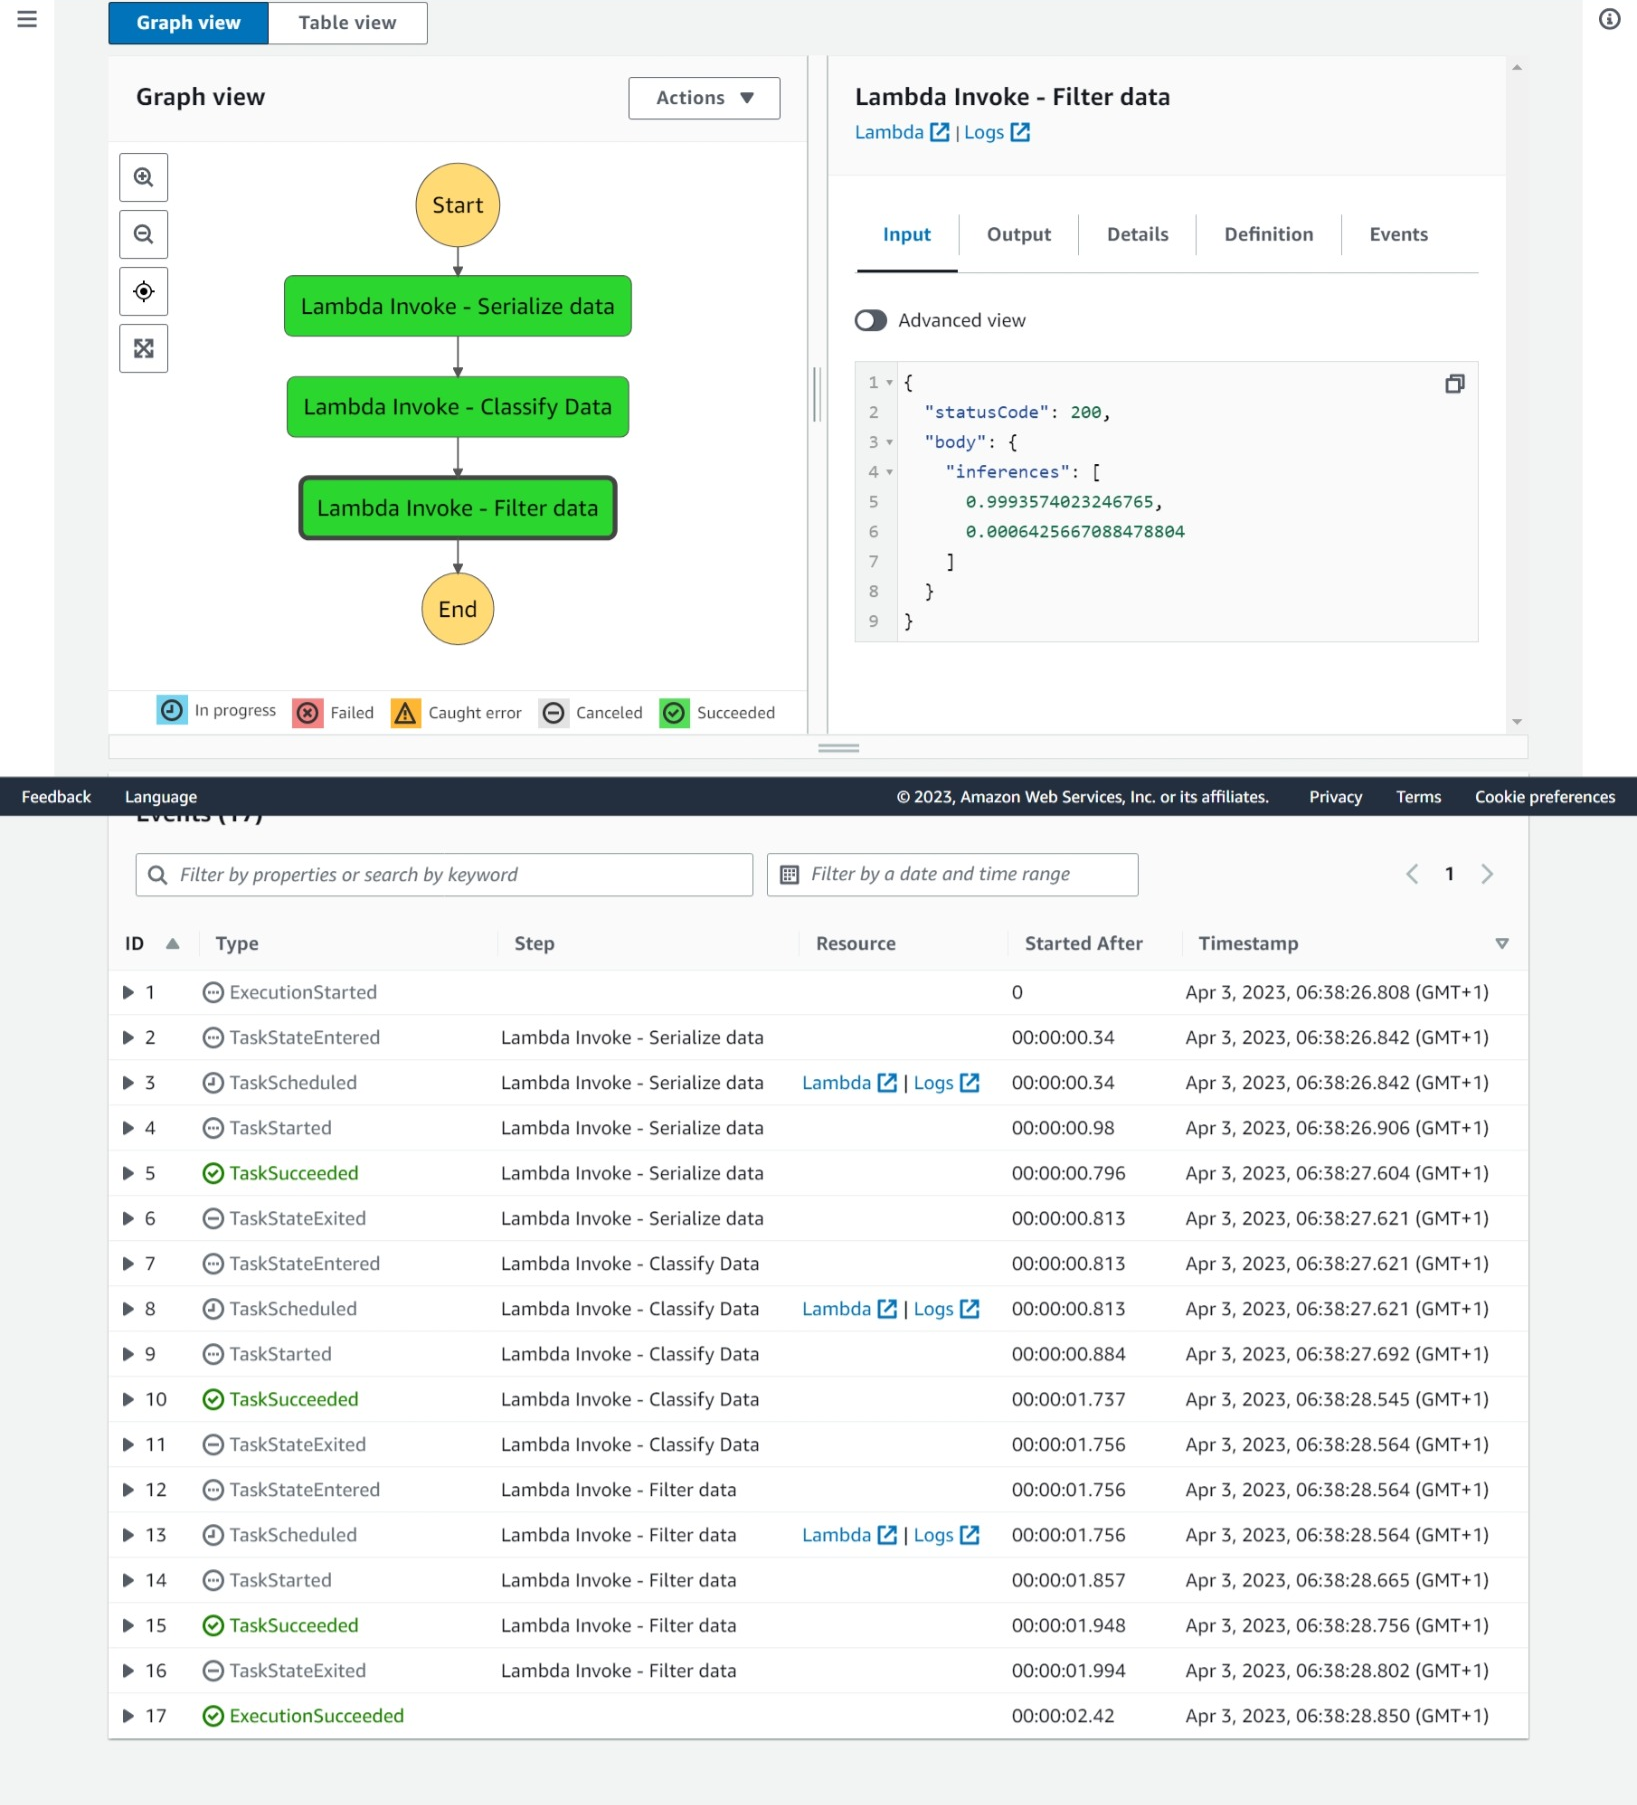 Graph view Table view
Graph view Actions
Start
Lambda Invoke - Serialize data
Lambda Invoke - Classify Data
Lambda Invoke - Filter data
End
In progress Failed Caught error Canceled Succeeded
Lambda Invoke - Filter data
Lambda | Logs
Input Output Details Definition Events
Advanced view
1 {
2 "statusCode": 200,
3 "body": {
4 "inferences": [
5 0.9993574023246765,
6 0.0006425667088478804
7 ]
8 }
9 }
Feedback Language © 2023, Amazon Web Services, Inc. or its affiliates. Privacy Terms Cookie preferences
Events (17)
Filter by properties or search by keyword Filter by a date and time range 1
ID Type Step Resource Started After Timestamp
1 ExecutionStarted 0 Apr 3, 2023, 06:38:26.808 (GMT+1)
2 TaskStateEntered Lambda Invoke - Serialize data 00:00:00.34 Apr 3, 2023, 06:38:26.842 (GMT+1)
3 TaskScheduled Lambda Invoke - Serialize data Lambda | Logs 00:00:00.34 Apr 3, 2023, 06:38:26.842 (GMT+1)
4 TaskStarted Lambda Invoke - Serialize data 00:00:00.98 Apr 3, 2023, 06:38:26.906 (GMT+1)
5 TaskSucceeded Lambda Invoke - Serialize data 00:00:00.796 Apr 3, 2023, 06:38:27.604 (GMT+1)
6 TaskStateExited Lambda Invoke - Serialize data 00:00:00.813 Apr 3, 2023, 06:38:27.621 (GMT+1)
7 TaskStateEntered Lambda Invoke - Classify Data 00:00:00.813 Apr 3, 2023, 06:38:27.621 (GMT+1)
8 TaskScheduled Lambda Invoke - Classify Data Lambda | Logs 00:00:00.813 Apr 3, 2023, 06:38:27.621 (GMT+1)
9 TaskStarted Lambda Invoke - Classify Data 00:00:00.884 Apr 3, 2023, 06:38:27.692 (GMT+1)
10 TaskSucceeded Lambda Invoke - Classify Data 00:00:01.737 Apr 3, 2023, 06:38:28.545 (GMT+1)
11 TaskStateExited Lambda Invoke - Classify Data 00:00:01.756 Apr 3, 2023, 06:38:28.564 (GMT+1)
12 TaskStateEntered Lambda Invoke - Filter data 00:00:01.756 Apr 3, 2023, 06:38:28.564 (GMT+1)
13 TaskScheduled Lambda Invoke - Filter data Lambda | Logs 00:00:01.756 Apr 3, 2023, 06:38:28.564 (GMT+1)
14 TaskStarted Lambda Invoke - Filter data 00:00:01.857 Apr 3, 2023, 06:38:28.665 (GMT+1)
15 TaskSucceeded Lambda Invoke - Filter data 00:00:01.948 Apr 3, 2023, 06:38:28.756 (GMT+1)
16 TaskStateExited Lambda Invoke - Filter data 00:00:01.994 Apr 3, 2023, 06:38:28.802 (GMT+1)
17 ExecutionSucceeded 00:00:02.42 Apr 3, 2023, 06:38:28.850 (GMT+1)